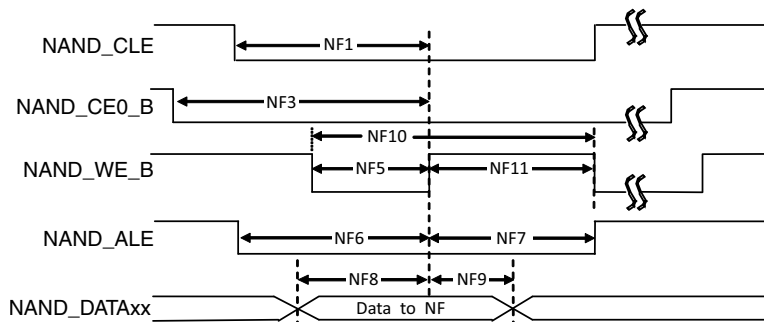 NAND_CLE
NF1
NAND_CE0_B
NF3
NF10
NAND_WE_B
NF5
NF11
NAND_ALE
NF6
NF7
NF8
NF9
NAND_DATAxx
Data to NF